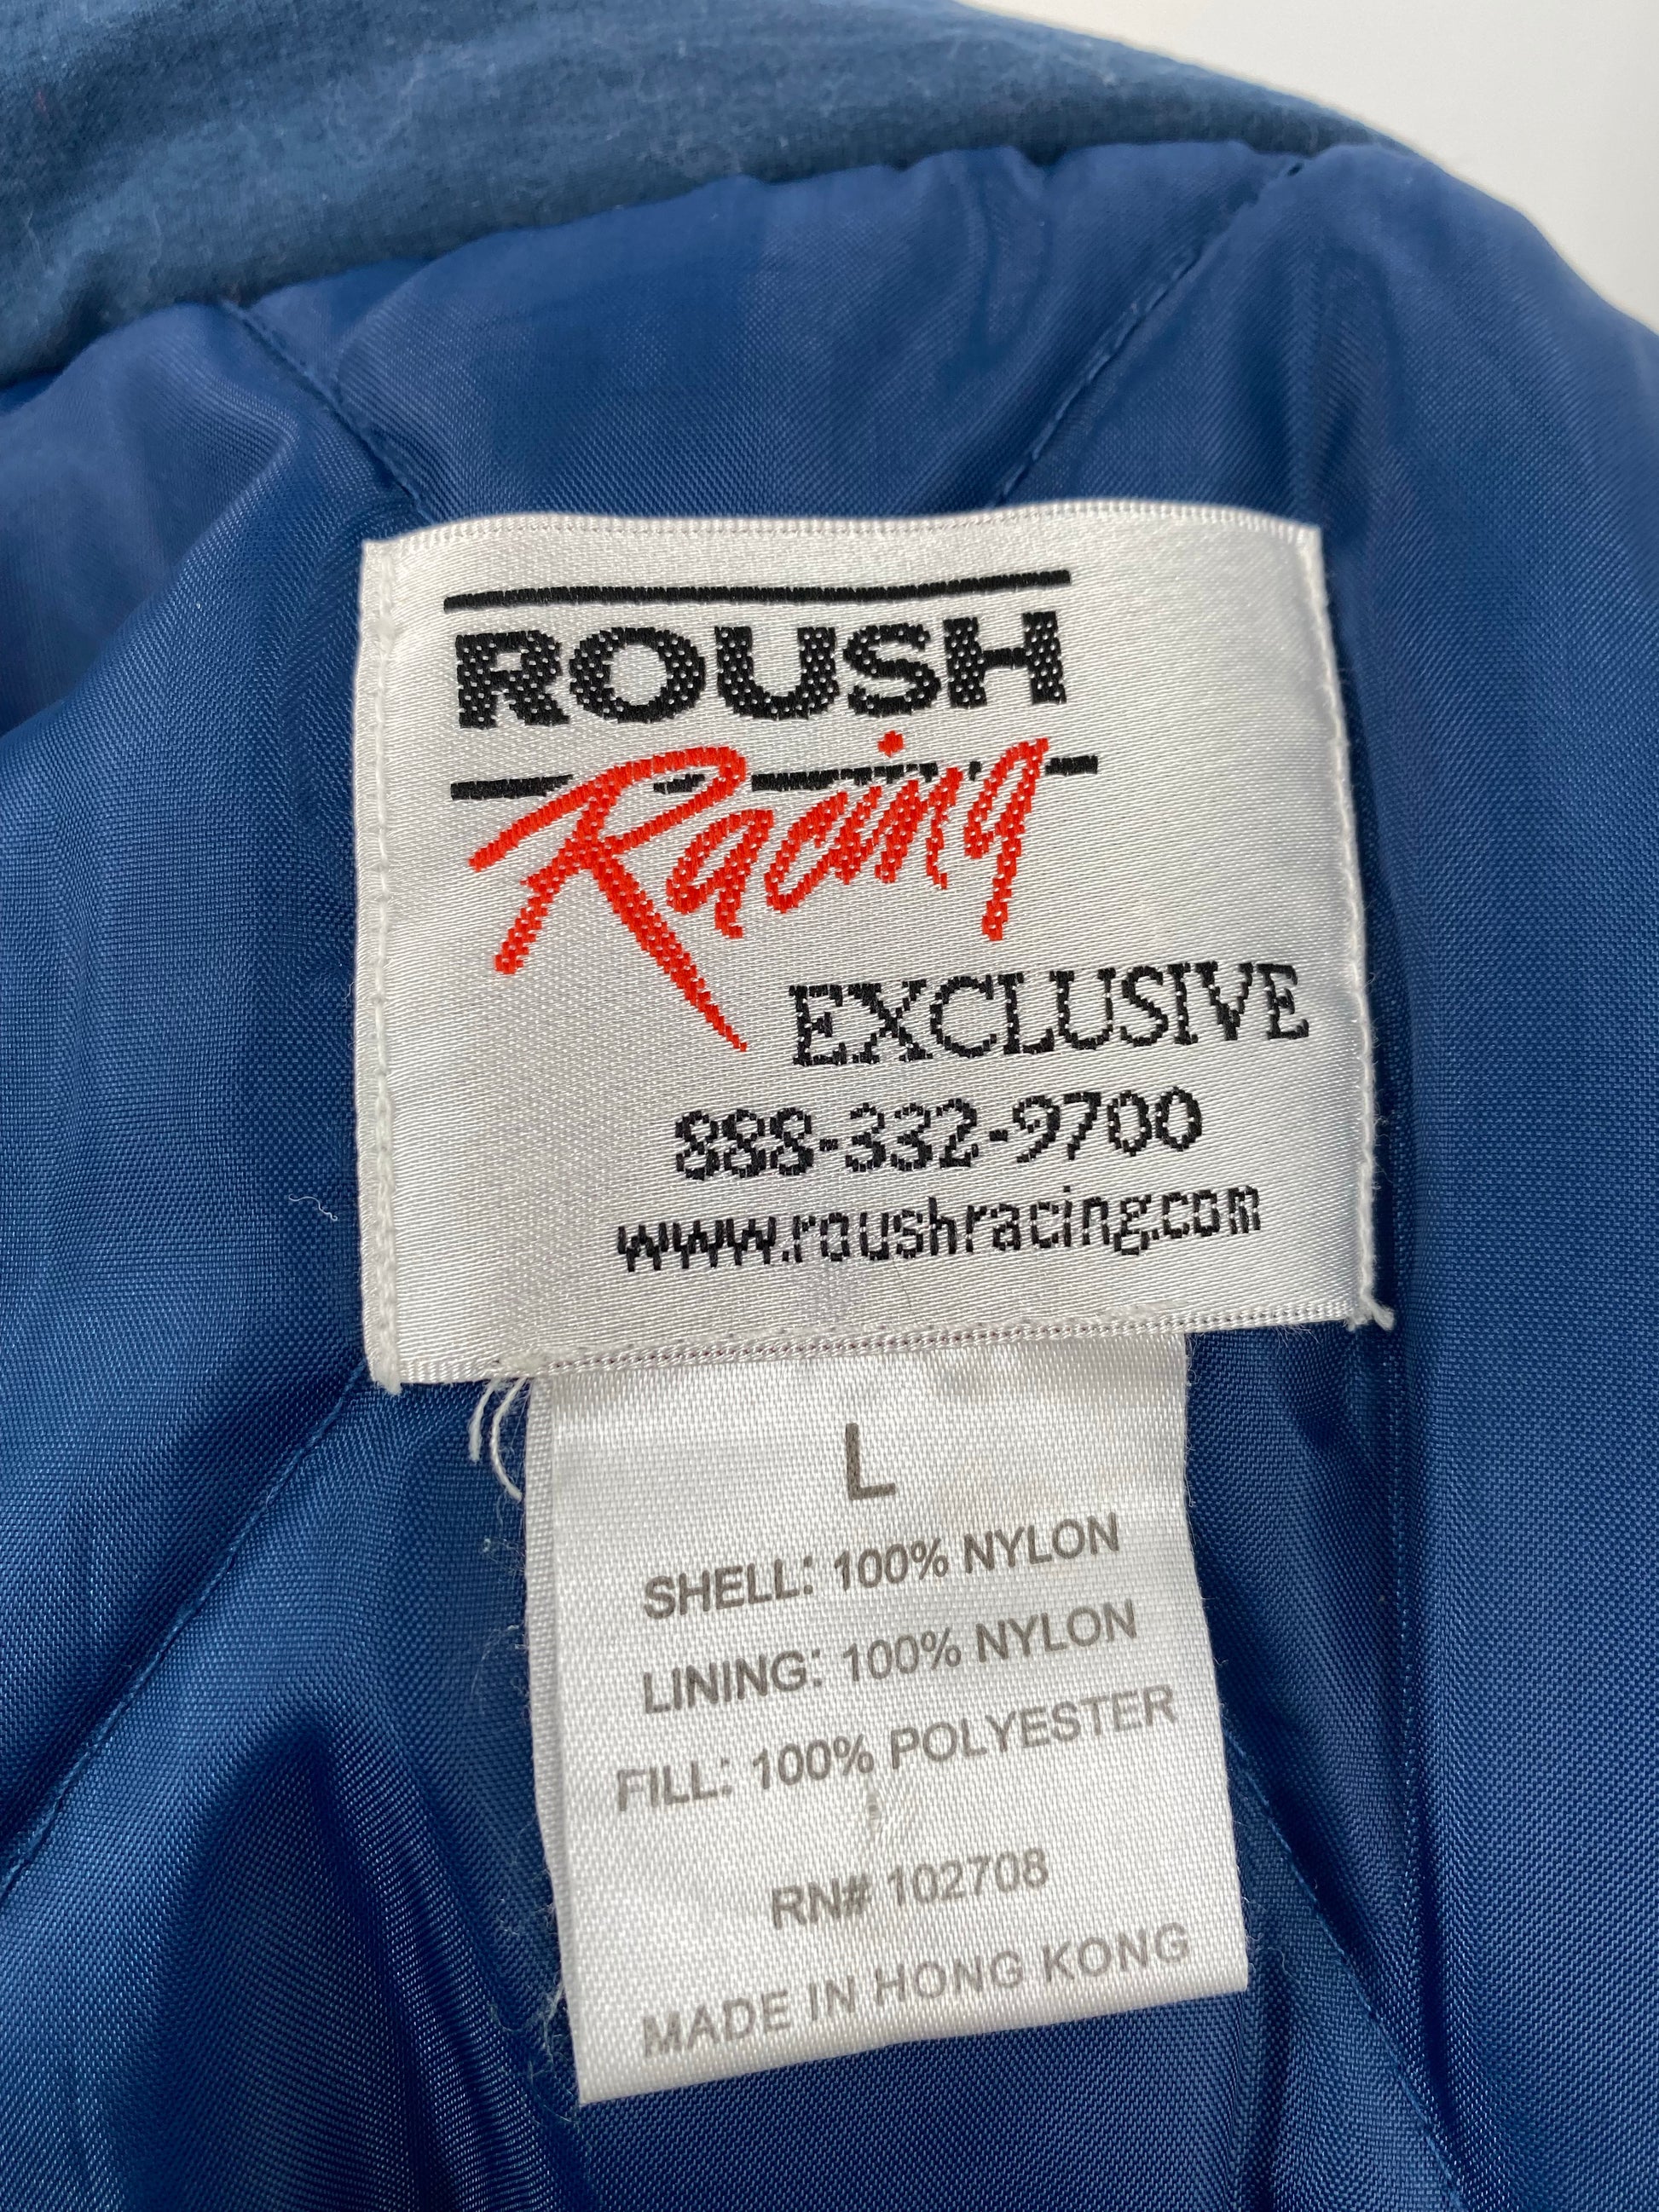 ROUSH
Racing
EXCLUSIVE
888-332-9700
www.roushracing.com
L
SHELL: 100% NYLON
LINING: 100% NYLON
FILL: 100% POLYESTER
RN# 102708
MADE IN HONG KONG